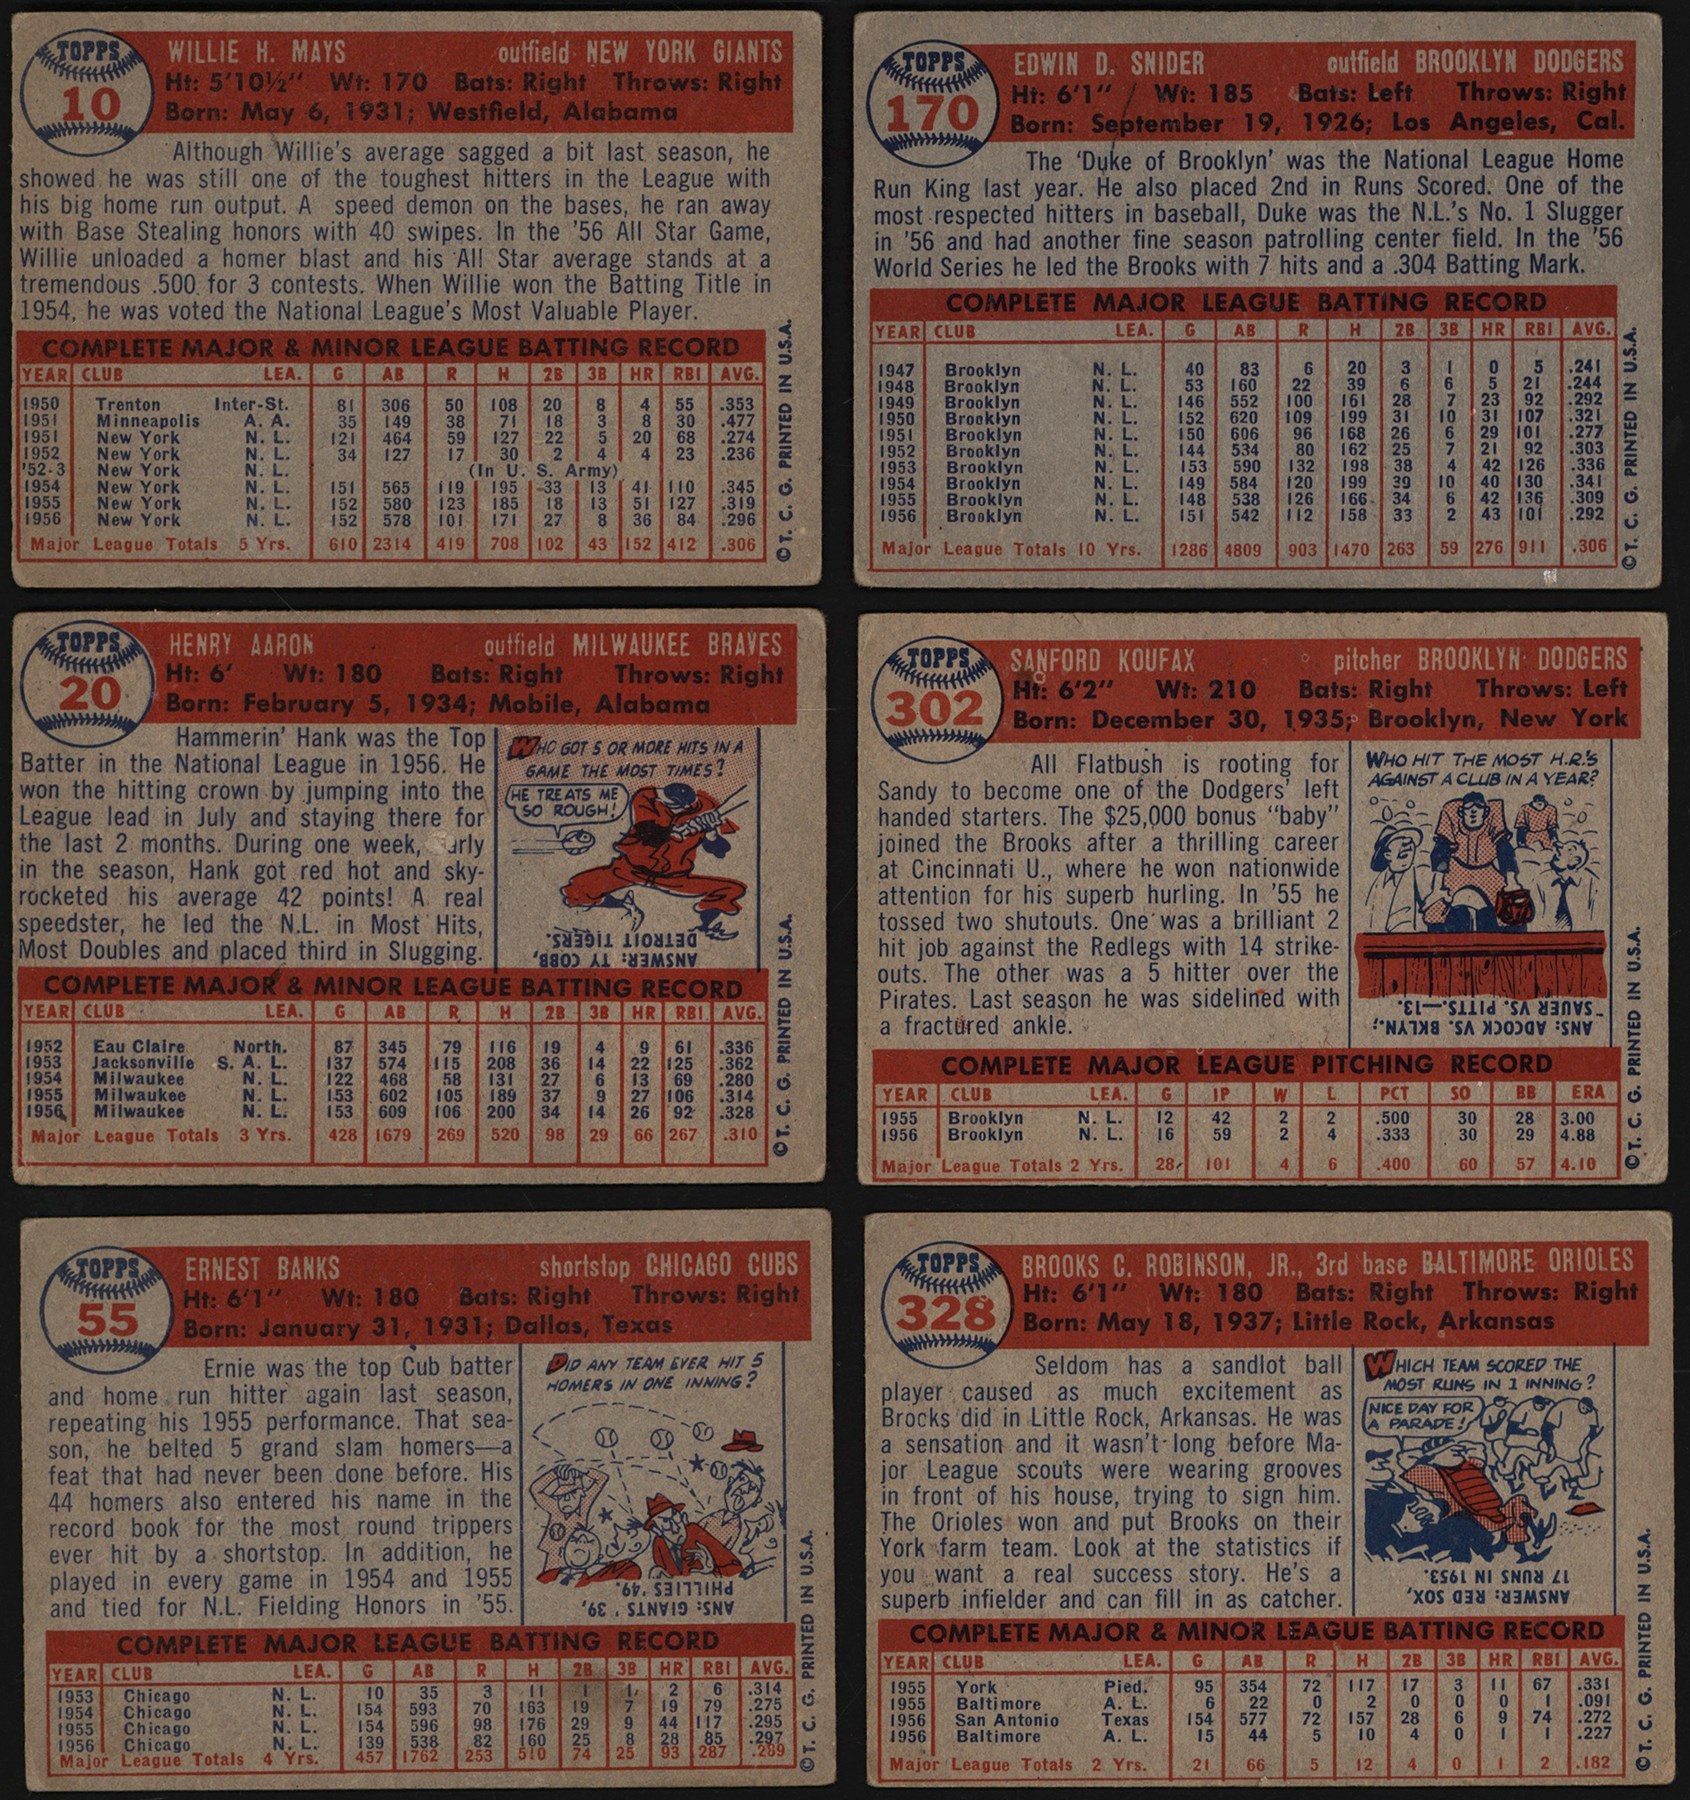 TOPPS
10
WILLIE H. MAYS outfield NEW YORK GIANTS
Ht: 5'10½" Wt: 170 Bats: Right Throws: Right
Born: May 6, 1931; Westfield, Alabama
Although Willie's average sagged a bit last season, he
showed he was still one of the toughest hitters in the League with
his big home run output. A speed demon on the bases, he ran away
with Base Stealing honors with 40 swipes. In the '56 All Star Game,
Willie unloaded a homer blast and his All Star average stands at a
tremendous .500 for 3 contests. When Willie won the Batting Title in
1954, he was voted the National League's Most Valuable Player.
COMPLETE MAJOR & MINOR LEAGUE BATTING RECORD
YEAR CLUB LEA. G AB R H 2B 3B HR RBI AVG.
1950 Trenton Inter-St. 81 306 50 108 20 8 4 55 .353
1951 Minneapolis A. A. 35 149 38 71 18 3 8 30 .477
1951 New York N. L. 121 464 59 127 22 5 20 68 .274
1952 New York N. L. 34 127 17 30 2 4 4 23 .236
'52-3 New York N. L. (In U. S. Army)
1954 New York N. L. 151 565 119 195 33 13 41 110 .345
1955 New York N. L. 152 580 123 185 18 13 51 127 .319
1956 New York N. L. 152 578 101 171 27 8 36 84 .296
Major League Totals 5 Yrs. 610 2314 419 708 102 43 152 412 .306
© T. C. G. PRINTED IN U.S.A.
TOPPS
170
EDWIN D. SNIDER outfield BROOKLYN DODGERS
Ht: 6'1" Wt: 185 Bats: Left Throws: Right
Born: September 19, 1926; Los Angeles, Cal.
The 'Duke of Brooklyn' was the National League Home
Run King last year. He also placed 2nd in Runs Scored. One of the
most respected hitters in baseball, Duke was the N.L.'s No. 1 Slugger
in '56 and had another fine season patrolling center field. In the '56
World Series he led the Brooks with 7 hits and a .304 Batting Mark.
COMPLETE MAJOR LEAGUE BATTING RECORD
YEAR CLUB LEA. G AB R H 2B 3B HR RBI AVG.
1947 Brooklyn N. L. 40 83 6 20 3 1 0 5 .241
1948 Brooklyn N. L. 53 160 22 39 6 6 5 21 .244
1949 Brooklyn N. L. 146 552 100 161 28 7 23 92 .292
1950 Brooklyn N. L. 152 620 109 199 31 10 31 107 .321
1951 Brooklyn N. L. 150 606 96 168 26 6 29 101 .277
1952 Brooklyn N. L. 144 534 80 162 25 7 21 92 .303
1953 Brooklyn N. L. 153 590 132 198 38 4 42 126 .336
1954 Brooklyn N. L. 149 584 120 199 39 10 40 130 .341
1955 Brooklyn N. L. 148 538 126 166 34 6 42 136 .309
1956 Brooklyn N. L. 151 542 112 158 33 2 43 101 .292
Major League Totals 10 Yrs. 1286 4809 903 1470 263 59 276 911 .306
© T. C. G. PRINTED IN U.S.A.
TOPPS
20
HENRY AARON outfield MILWAUKEE BRAVES
Ht: 6' Wt: 180 Bats: Right Throws: Right
Born: February 5, 1934; Mobile, Alabama
Hammerin' Hank was the Top
Batter in the National League in 1956. He
won the hitting crown by jumping into the
League lead in July and staying there for
the last 2 months. During one week, arly
in the season, Hank got red hot and sky-
rocketed his average 42 points! A real
speedster, he led the N.L. in Most Hits,
Most Doubles and placed third in Slugging.
WHO GOT 5 OR MORE HITS IN A
GAME THE MOST TIMES?
HE TREATS ME
SO ROUGH!
ANSWER: TY COBB,
DETROIT TIGERS.
COMPLETE MAJOR & MINOR LEAGUE BATTING RECORD
YEAR CLUB LEA. G AB R H 2B 3B HR RBI AVG.
1952 Eau Claire North. 87 345 79 116 19 4 9 61 .336
1953 Jacksonville S. A. L. 137 574 115 208 36 14 22 125 .362
1954 Milwaukee N. L. 122 468 58 131 27 6 13 69 .280
1955 Milwaukee N. L. 153 602 105 189 37 9 27 106 .314
1956 Milwaukee N. L. 153 609 106 200 34 14 26 92 .328
Major League Totals 3 Yrs. 428 1679 269 520 98 29 66 267 .310
© T. C. G. PRINTED IN U.S.A.
TOPPS
302
SANFORD KOUFAX pitcher BROOKLYN DODGERS
Ht: 6'2" Wt: 210 Bats: Right Throws: Left
Born: December 30, 1935; Brooklyn, New York
All Flatbush is rooting for
Sandy to become one of the Dodgers' left
handed starters. The $25,000 bonus "baby"
joined the Brooks after a thrilling career
at Cincinnati U., where he won nationwide
attention for his superb hurling. In '55 he
tossed two shutouts. One was a brilliant 2
hit job against the Redlegs with 14 strike-
outs. The other was a 5 hitter over the
Pirates. Last season he was sidelined with
a fractured ankle.
WHO HIT THE MOST H.R.'S
AGAINST A CLUB IN A YEAR?
ANS: ADCOCK VS. BKLYN.;
SAUER VS. PITTS.—13.
COMPLETE MAJOR LEAGUE PITCHING RECORD
YEAR CLUB LEA. G IP W L PCT SO BB ERA
1955 Brooklyn N. L. 12 42 2 2 .500 30 28 3.00
1956 Brooklyn N. L. 16 59 2 4 .333 30 29 4.88
Major League Totals 2 Yrs. 28 101 4 6 .400 60 57 4.10
© T. C. G. PRINTED IN U.S.A.
TOPPS
55
ERNEST BANKS shortstop CHICAGO CUBS
Ht: 6'1" Wt: 180 Bats: Right Throws: Right
Born: January 31, 1931; Dallas, Texas
Ernie was the top Cub batter
and home run hitter again last season,
repeating his 1955 performance. That sea-
son, he belted 5 grand slam homers—a
feat that had never been done before. His
44 homers also entered his name in the
record book for the most round trippers
ever hit by a shortstop. In addition, he
played in every game in 1954 and 1955
and tied for N.L. Fielding Honors in '55.
DID ANY TEAM EVER HIT 5
HOMERS IN ONE INNING?
ANS: GIANTS '39,
PHILLIES '49.
COMPLETE MAJOR LEAGUE BATTING RECORD
YEAR CLUB LEA. G AB R H 2B 3B HR RBI AVG.
1953 Chicago N. L. 10 35 3 11 1 1 2 6 .314
1954 Chicago N. L. 154 593 70 163 19 7 19 79 .275
1955 Chicago N. L. 154 596 98 176 29 9 44 117 .295
1956 Chicago N. L. 139 538 82 160 25 8 28 85 .297
Major League Totals 4 Yrs. 457 1762 253 510 74 25 93 287 .289
© T. C. G. PRINTED IN U.S.A.
TOPPS
328
BROOKS C. ROBINSON, JR., 3rd base BALTIMORE ORIOLES
Ht: 6'1" Wt: 180 Bats: Right Throws: Right
Born: May 18, 1937; Little Rock, Arkansas
Seldom has a sandlot ball
player caused as much excitement as
Brooks did in Little Rock, Arkansas. He was
a sensation and it wasn't long before Ma-
jor League scouts were wearing grooves
in front of his house, trying to sign him.
The Orioles won and put Brooks on their
York farm team. Look at the statistics if
you want a real success story. He's a
superb infielder and can fill in as catcher.
WHICH TEAM SCORED THE
MOST RUNS IN 1 INNING?
NICE DAY FOR
A PARADE!
ANSWER: RED SOX,
17 RUNS IN 1953.
COMPLETE MAJOR & MINOR LEAGUE BATTING RECORD
YEAR CLUB LEA. G AB R H 2B 3B HR RBI AVG.
1955 York Pied. 95 354 72 117 17 3 11 67 .331
1955 Baltimore A. L. 6 22 0 2 0 0 0 1 .091
1956 San Antonio Texas 154 577 72 157 28 6 9 74 .272
1956 Baltimore A. L. 15 44 5 10 4 0 1 1 .227
Major League Totals 2 Yrs. 21 66 5 12 4 0 1 2 .182
© T. C. G. PRINTED IN U.S.A.